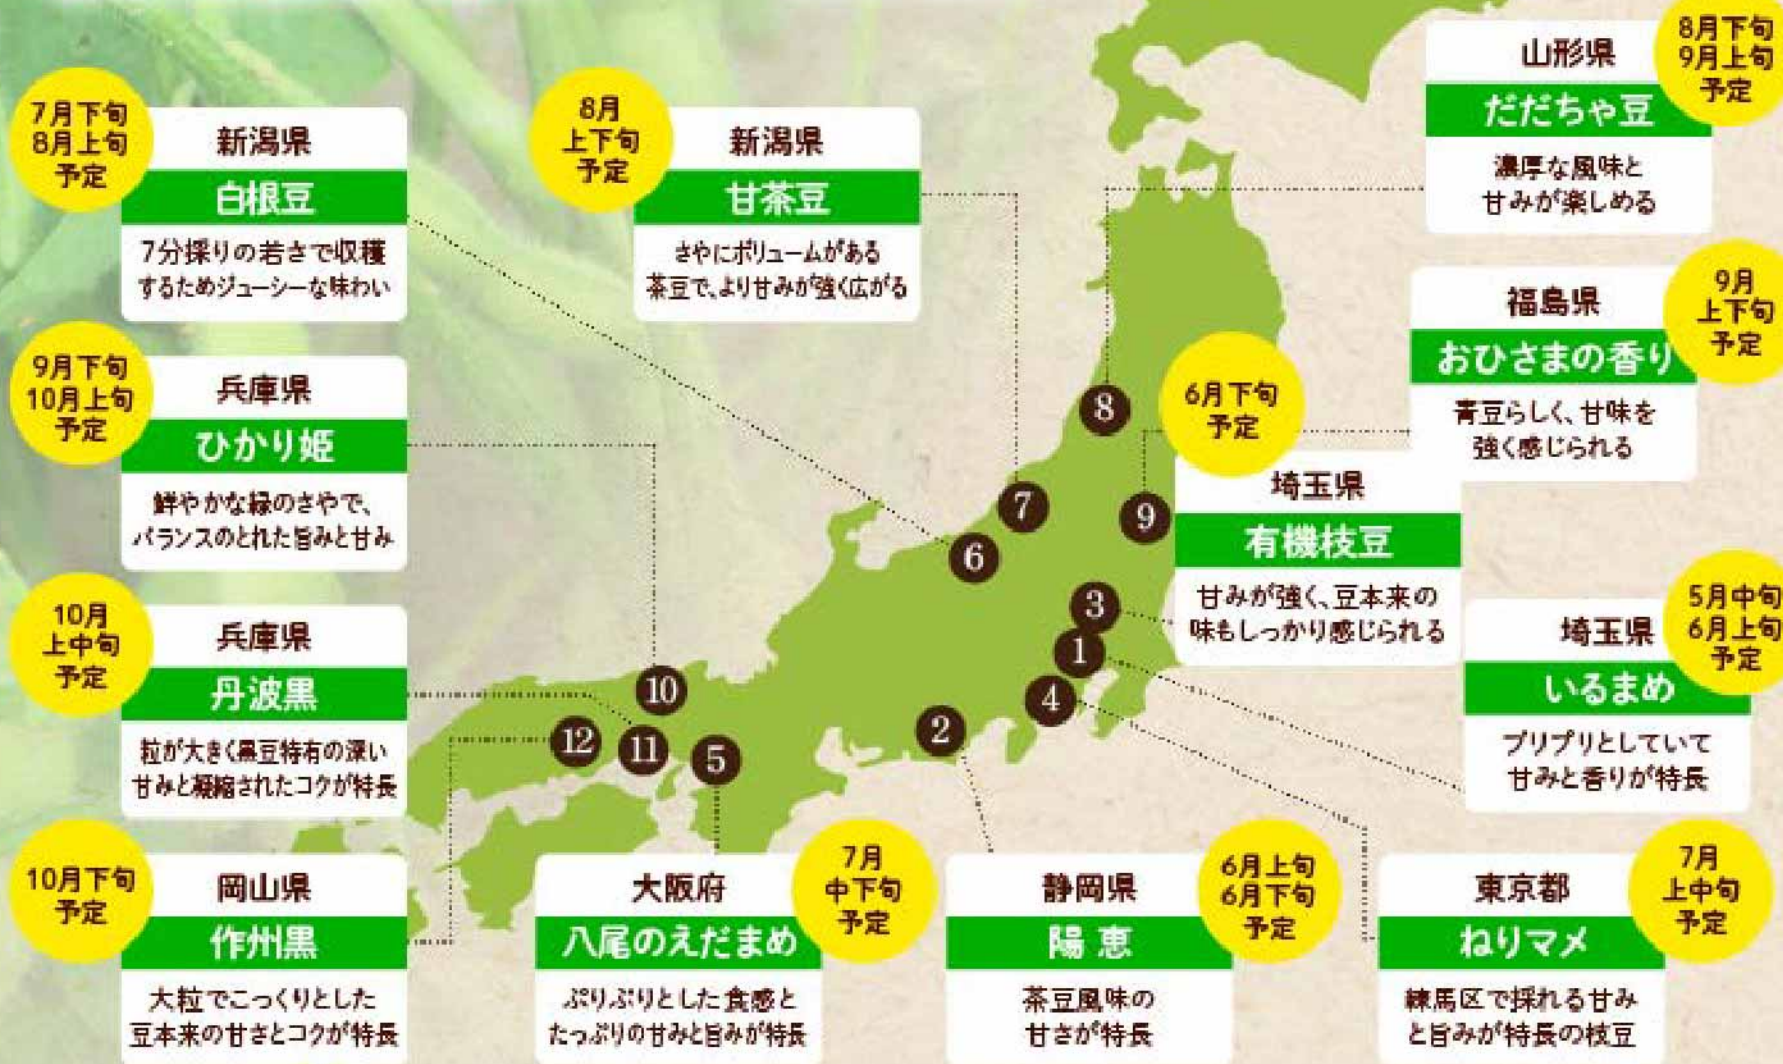 7月下旬
8月上旬
予定
新潟県
白根豆
7分採りの若さで収穫
するためジューシーな味わい
8月
上下旬
予定
新潟県
甘茶豆
さやにボリュームがある
茶豆で、より甘みが強く広がる
8月下旬
9月上旬
予定
山形県
だだちゃ豆
濃厚な風味と
甘みが楽しめる
9月
上下旬
予定
福島県
おひさまの香り
青豆らしく、甘味を
強く感じられる
9月下旬
10月上旬
予定
兵庫県
ひかり姫
鮮やかな緑のさやで、
バランスのとれた旨みと甘み
6月下旬
予定
埼玉県
有機枝豆
甘みが強く、豆本来の
味もしっかり感じられる
5月中旬
6月上旬
予定
埼玉県
いるまめ
プリプリとしていて
甘みと香りが特長
10月
上中旬
予定
兵庫県
丹波黒
粒が大きく黒豆特有の深い
甘みと凝縮されたコクが特長
8
7
9
6
3
1
4
2
10
12
11
5
10月下旬
予定
岡山県
作州黒
大粒でこっくりとした
豆本来の甘さとコクが特長
7月
中下旬
予定
大阪府
八尾のえだまめ
ぷりぷりとした食感と
たっぷりの甘みと旨みが特長
6月上旬
6月下旬
予定
静岡県
陽恵
茶豆風味の
甘さが特長
7月
上中旬
予定
東京都
ねりマメ
練馬区で採れる甘み
と旨みが特長の枝豆